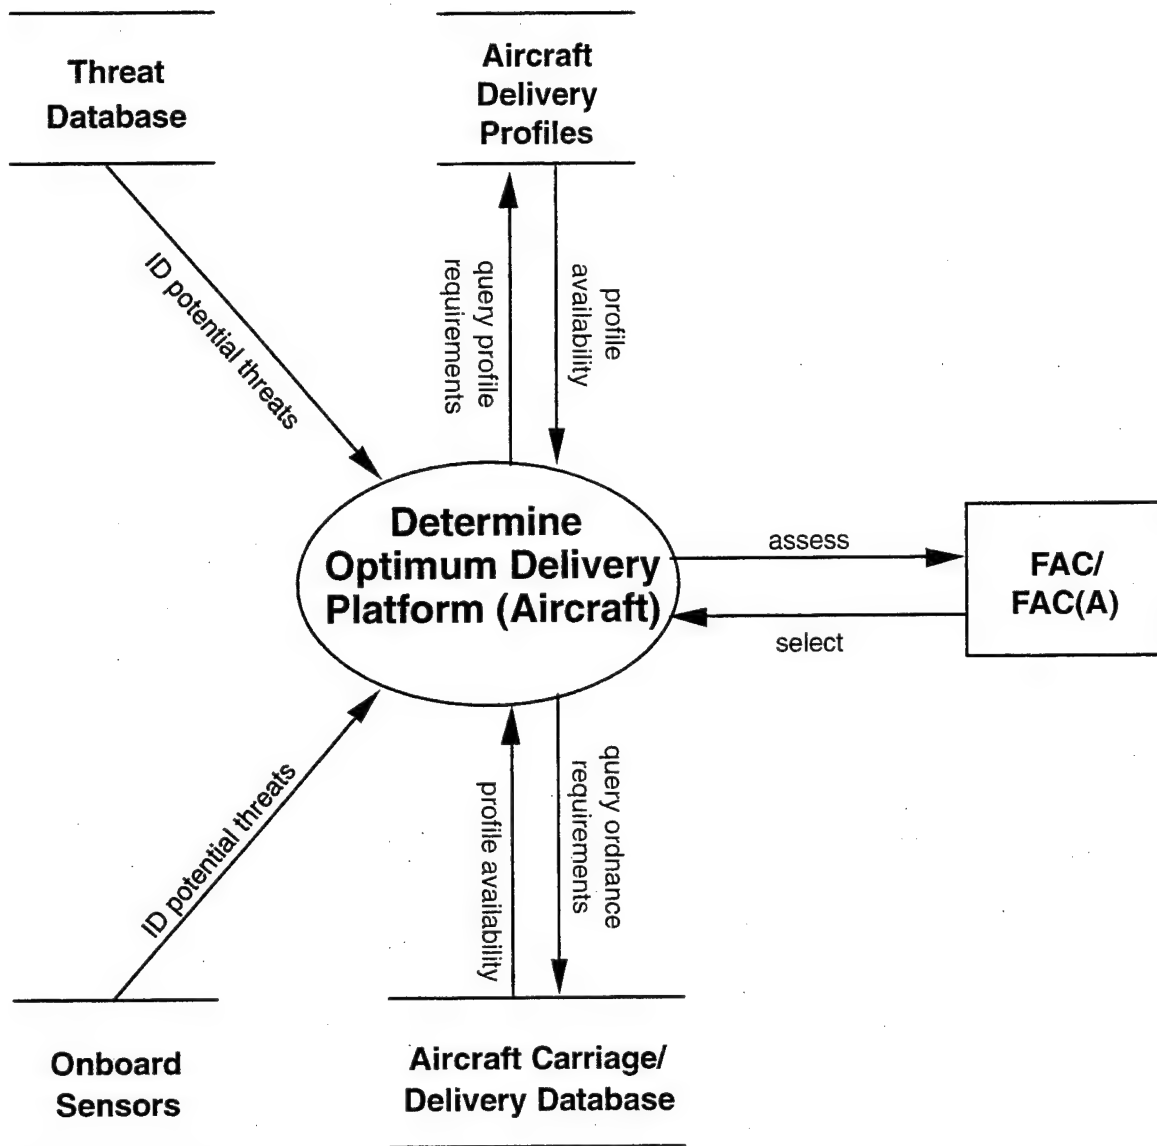 Threat
Database
Aircraft
Delivery
Profiles
ID potential threats
query profile
requirements
profile
availability
Determine
Optimum Delivery
Platform (Aircraft)
assess
select
FAC/
FAC(A)
ID potential threats
profile availability
query ordnance
requirements
Onboard
Sensors
Aircraft Carriage/
Delivery Database